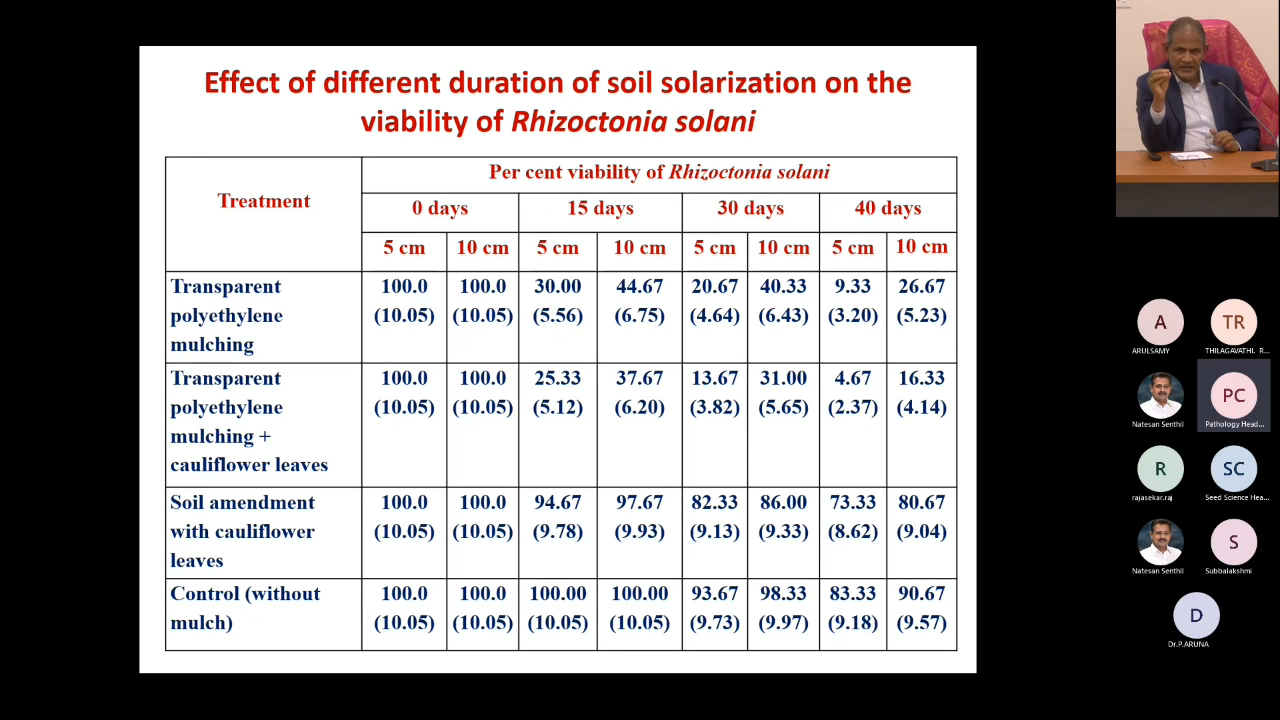 Effect of different duration of soil solarization on the
viability of Rhizoctonia solani
Treatment
Per cent viability of Rhizoctonia solani
0 days 15 days 30 days 40 days
5 cm 10 cm 5 cm 10 cm 5 cm 10 cm 5 cm 10 cm
Transparent 100.0 100.0 30.00 44.67 20.67 40.33 9.33 26.67
polyethylene (10.05) (10.05) (5.56) (6.75) (4.64) (6.43) (3.20) (5.23)
mulching
Transparent 100.0 100.0 25.33 37.67 13.67 31.00 4.67 16.33
polyethylene (10.05) (10.05) (5.12) (6.20) (3.82) (5.65) (2.37) (4.14)
mulching +
cauliflower leaves
Soil amendment 100.0 100.0 94.67 97.67 82.33 86.00 73.33 80.67
with cauliflower (10.05) (10.05) (9.78) (9.93) (9.13) (9.33) (8.62) (9.04)
leaves
Control (without 100.0 100.0 100.00 100.00 93.67 98.33 83.33 90.67
mulch) (10.05) (10.05) (10.05) (10.05) (9.73) (9.97) (9.18) (9.57)
A TR
ARULSAMY THILAGAVATHI. R...
PC
Natesan Senthil Pathology Head...
R SC
rajasekar.raj Seed Science Hea...
S
Natesan Senthil Subbalakshmi
D
Dr.P.ARUNA